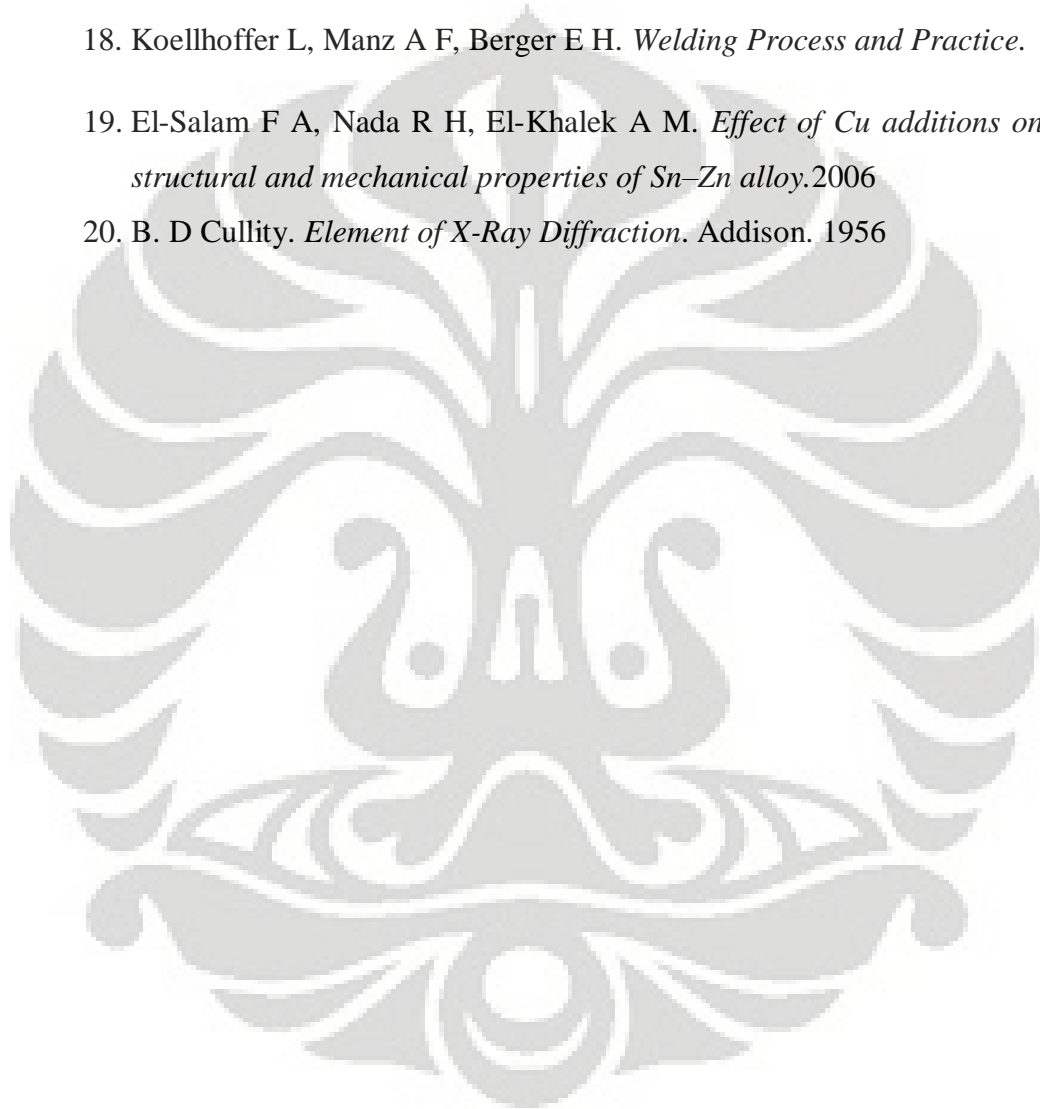 18. Koellhoffer L, Manz A F, Berger E H. Welding Process and Practice.
19. El-Salam F A, Nada R H, El-Khalek A M. Effect of Cu additions on
structural and mechanical properties of Sn–Zn alloy.2006
20. B. D Cullity. Element of X-Ray Diffraction. Addison. 1956